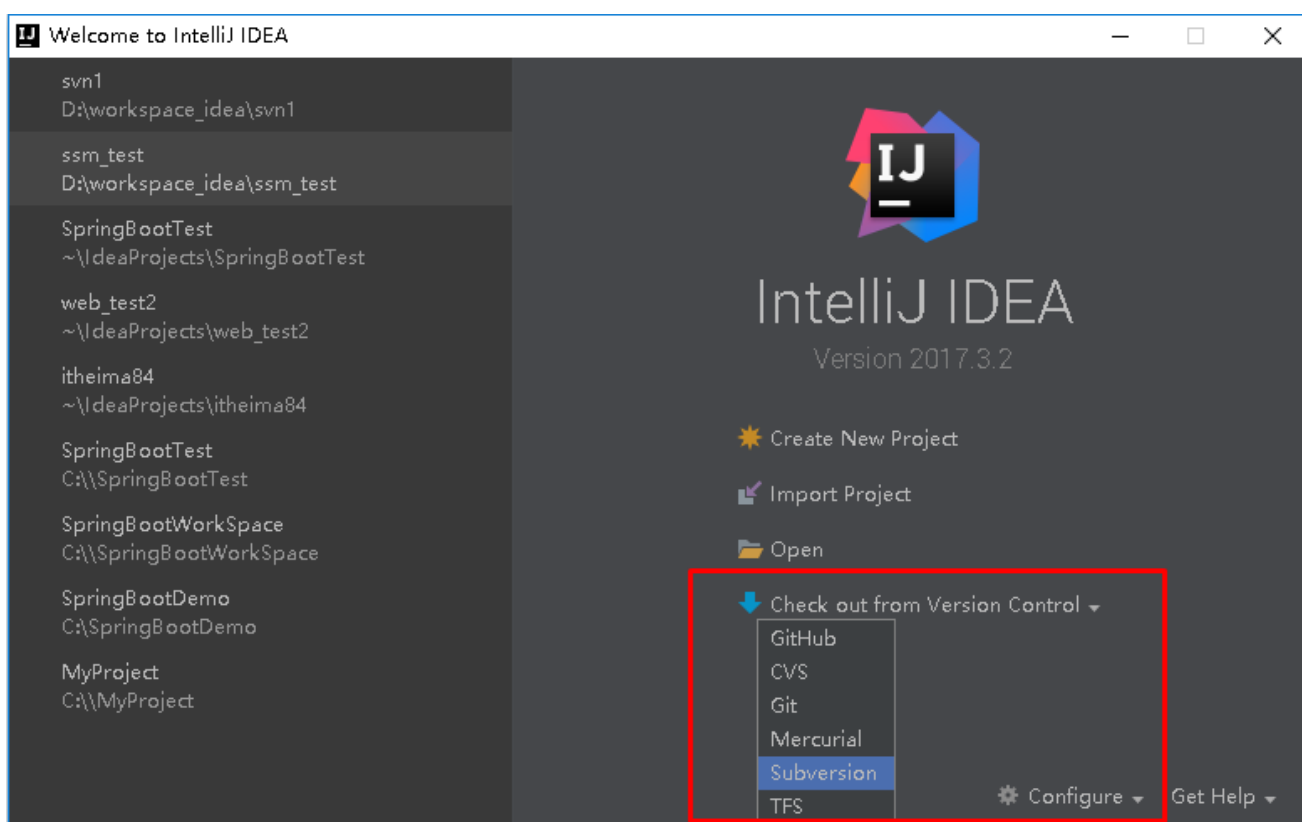 IJ Welcome to IntelliJ IDEA
svn1
D:\workspace_idea\svn1
ssm_test
D:\workspace_idea\ssm_test
SpringBootTest
~\IdeaProjects\SpringBootTest
web_test2
~\IdeaProjects\web_test2
itheima84
~\IdeaProjects\itheima84
SpringBootTest
C:\\SpringBootTest
SpringBootWorkSpace
C:\\SpringBootWorkSpace
SpringBootDemo
C:\SpringBootDemo
MyProject
C:\\MyProject
IJ
IntelliJ IDEA
Version 2017.3.2
Create New Project
Import Project
Open
Check out from Version Control
GitHub
CVS
Git
Mercurial
Subversion
TFS
Configure
Get Help